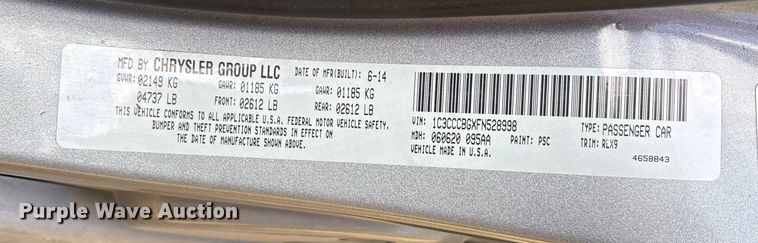 MFD BY CHRYSLER GROUP LLC DATE OF MFR(BUILT): 6-14
GVWR: 02149 KG GAWR: 01185 KG GAWR: 01185 KG
04737 LB FRONT: 02612 LB REAR: 02612 LB
THIS VEHICLE CONFORMS TO ALL APPLICABLE U.S.A. FEDERAL MOTOR VEHICLE SAFETY,
BUMPER AND THEFT PREVENTION STANDARDS IN EFFECT ON
THE DATE OF MANUFACTURE SHOWN ABOVE.
VIN: 1C3CCCBGXFN528998 TYPE: PASSENGER CAR
MDH: 060620 095AA PAINT: PSC TRIM: RLX9
VEHICLE MADE IN U.S.A. 4658843
Purple Wave Auction